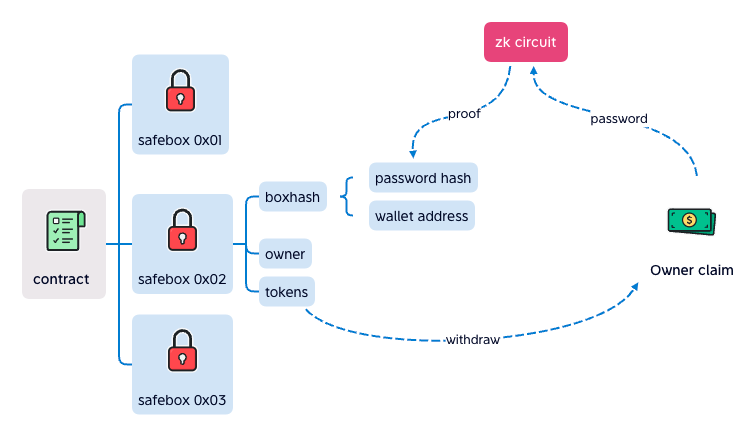 zk circuit
proof
password
safebox 0x01
password hash
boxhash
wallet address
contract
safebox 0x02
owner
tokens
Owner claim
withdraw
safebox 0x03